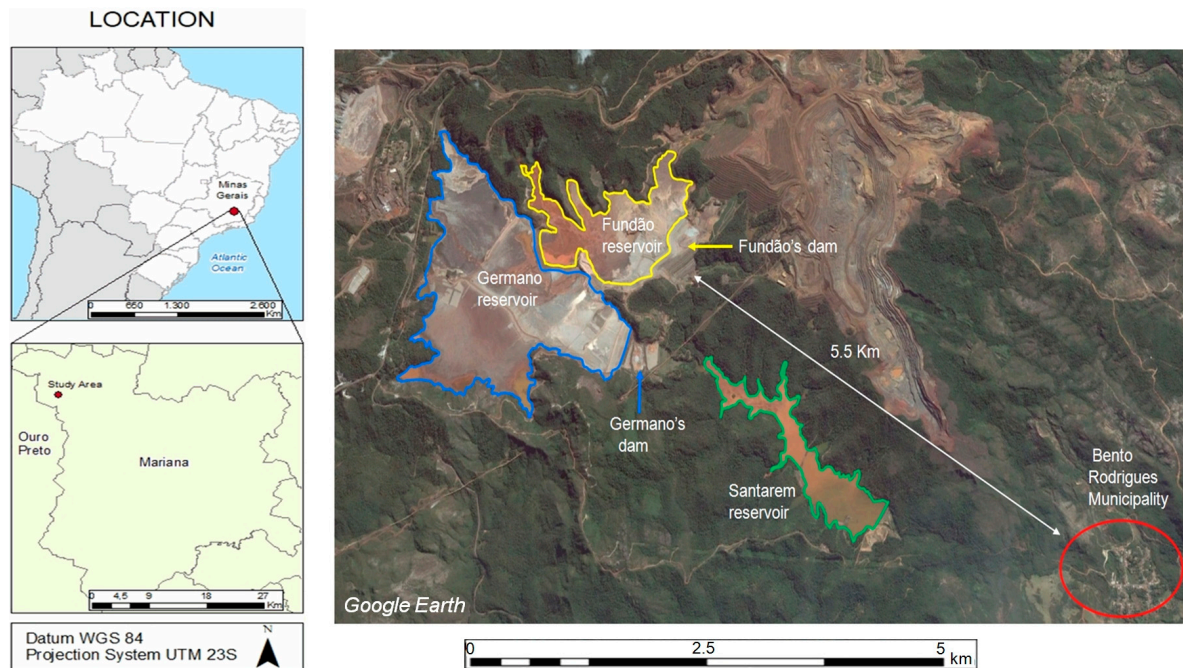 LOCATION
Minas
Gerais
Atlantic
Ocean
0 650 1.300 2.600
Km
Study Area
Ouro
Preto
Mariana
0 4,5 9 18 27
Km
Datum WGS 84
Projection System UTM 23S
N
Fundão
reservoir
Fundão's dam
Germano
reservoir
5.5 Km
Germano's
dam
Santarem
reservoir
Bento
Rodrigues
Municipality
Google Earth
0 2.5 5
km